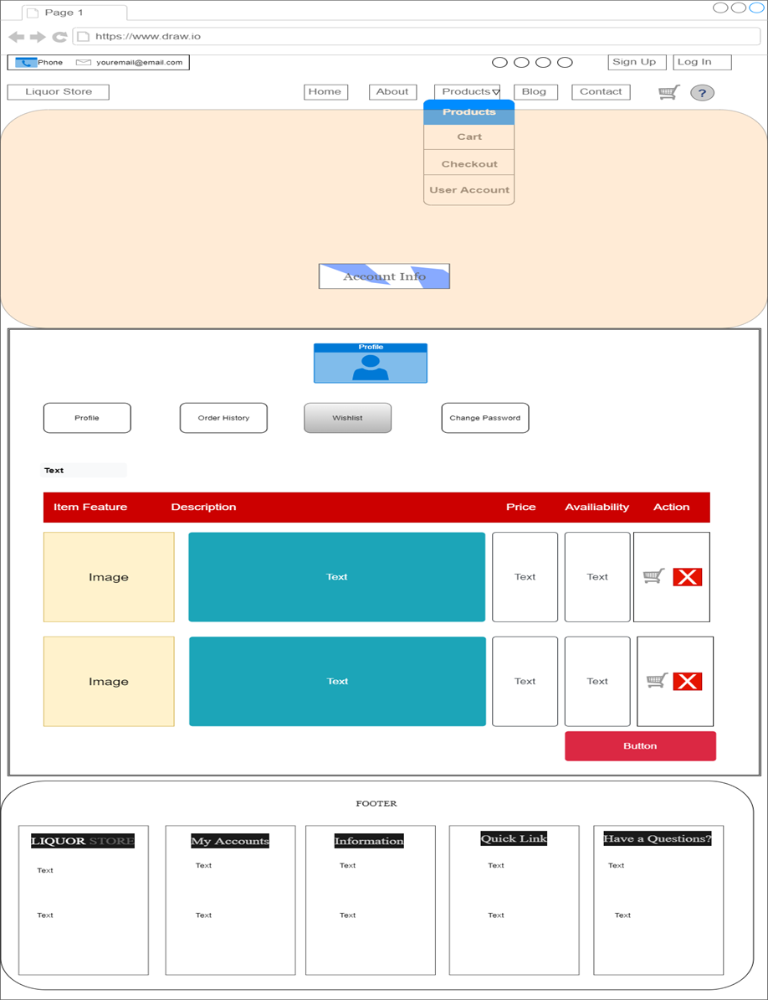 Page 1
https://www.draw.io
Phone youremail@email.com Sign Up Log In
Liquor Store Home About Products Blog Contact ?
Products
Cart
Checkout
User Account
Account Info
Profile
Profile Order History Wishlist Change Password
Text
Item Feature Description Price Availiability Action
Image Text Text Text
Image Text Text Text
Button
FOOTER
LIQUOR STORE My Accounts Information Quick Link Have a Questions?
Text Text Text Text Text
Text Text Text Text Text